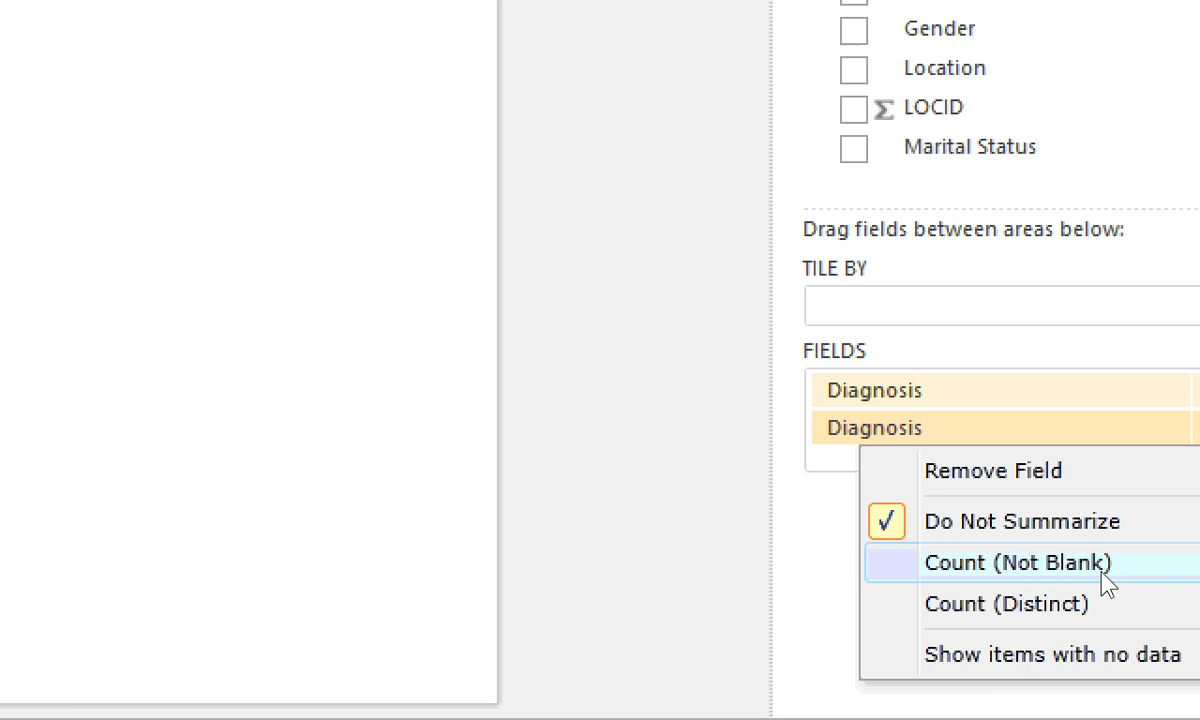 Gender
Location
Σ LOCID
Marital Status
Drag fields between areas below:
TILE BY
FIELDS
Diagnosis
Diagnosis
Remove Field
Do Not Summarize
Count (Not Blank)
Count (Distinct)
Show items with no data